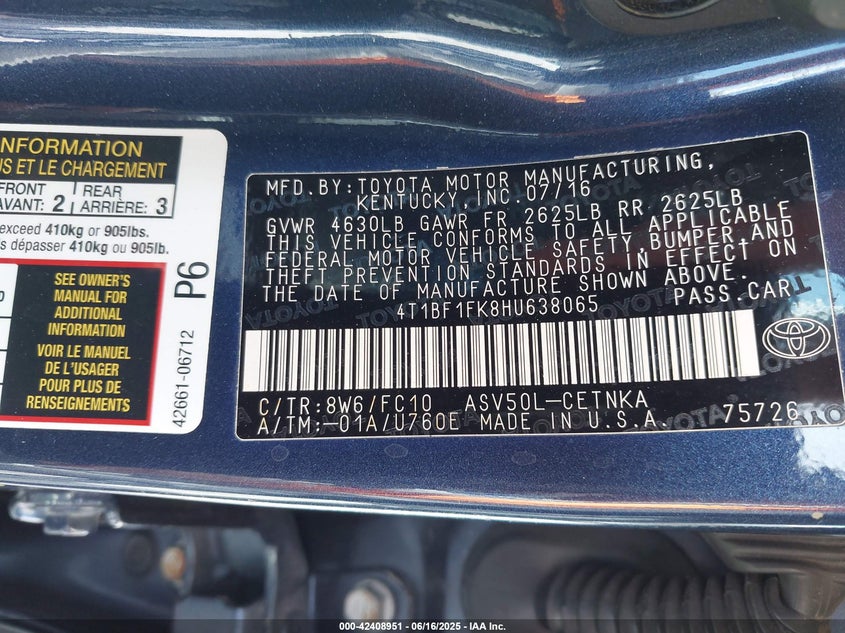 INFORMATION
US ET LE CHARGEMENT
FRONT REAR
AVANT: 2 ARRIÈRE: 3
exceed 410kg or 905lbs.
s dépasser 410kg ou 905lb.
SEE OWNER'S
MANUAL FOR
ADDITIONAL
INFORMATION
VOIR LE MANUEL
DE L'USAGER
POUR PLUS DE
RENSEIGNEMENTS
P6
42661-06712
MFD.BY:TOYOTA MOTOR MANUFACTURING,
KENTUCKY,INC.07/16
GVWR 4630LB GAWR FR 2625LB RR 2625LB
THIS VEHICLE CONFORMS TO ALL APPLICABLE
FEDERAL MOTOR VEHICLE SAFETY,BUMPER,AND
THEFT PREVENTION STANDARDS IN EFFECT ON
THE DATE OF MANUFACTURE SHOWN ABOVE.
4T1BF1FK8HU638065 PASS.CAR
C/TR:8W6/FC10 ASV50L-CETNKA
A/TM:-01A/U760E MADE IN U.S.A. 75726
000-42408951 - 06/16/2025 - IAA Inc.